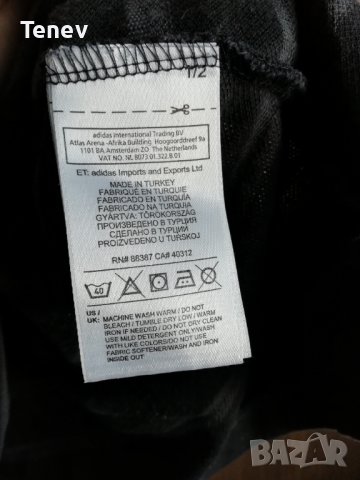 Tenev
1/2
adidas International Trading BV
Atlas Arena -Afrika Building Hoogoorddreef 9a
1101 BA Amsterdam ZO The Netherlands
VAT NO. NL 8073.01.322.B.01
ET: adidas Imports and Exports Ltd
MADE IN TURKEY
FABRIQUÉ EN TURQUIE
FABRICADO EN TURQUÍA
FABRICADO NA TURQUIA
GYÁRTVA: TÖRÖKORSZÁG
ПРОИЗВЕДЕНО В ТУРЦИЯ
СДЕЛАНО В ТУРЦИИ
PROIZVEDENO U TURSKOJ
RN# 88387 CA# 40312
40
US /
UK: MACHINE WASH WARM / DO NOT
BLEACH / TUMBLE DRY LOW / WARM
IRON IF NEEDED / DO NOT DRY CLEAN
USE MILD DETERGENT ONLY/WASH
WITH LIKE COLORS/DO NOT USE
FABRIC SOFTENER/WASH AND IRON
INSIDE OUT
BAZAR